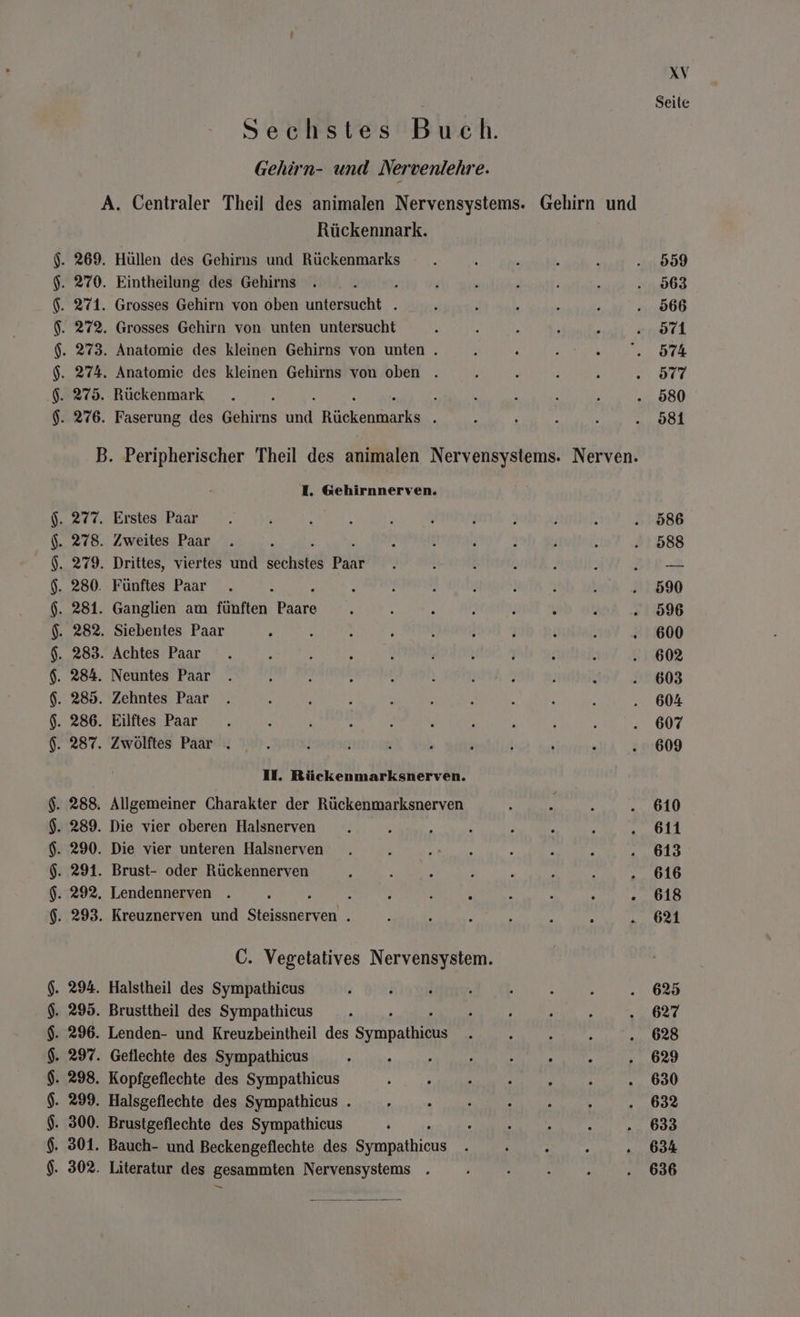 XV
Seite
Sechstes Buch.
Gehirn- und Nervenlehre.
A. Centraler Theil des animalen Nervensystems. Gehirn und
Rückenmark.
§. 269. Hüllen des Gehirns und Rückenmarks . . . . . . 559
§. 270. Eintheilung des Gehirns . . . . . . . . 563
§. 271. Grosses Gehirn von oben untersucht . . . . . . . 566
§. 272. Grosses Gehirn von unten untersucht . . . . . . 571
§. 273. Anatomie des kleinen Gehirns von unten . . . . . . 574
§. 274. Anatomie des kleinen Gehirns von oben . . . . . . 577
§. 275. Rückenmark . . . . . . . . . . 580
§. 276. Faserung des Gehirns und Rückenmarks . . . . . . 581
B. Peripherischer Theil des animalen Nervensystems. Nerven.
I. Gehirnnerven.
§. 277. Erstes Paar . . . . . . . . . . 586
§. 278. Zweites Paar . . . . . . . . . . 588
§. 279. Drittes, viertes und sechstes Paar . . . . . . . —
§. 280. Fünftes Paar . . . . . . . . . . 590
§. 281. Ganglien am fünften Paare . . . . . . . . 596
§. 282. Siebentes Paar . . . . . . . . . 600
§. 283. Achtes Paar . . . . . . . . . . 602
§. 284. Neuntes Paar . . . . . . . . . . 603
§. 285. Zehntes Paar . . . . . . . . . . 604
§. 286. Eilftes Paar . . . . . . . . . . 607
§. 287. Zwölftes Paar . . . . . . . . . . 609
II. Rückenmarksnerven.
§. 288. Allgemeiner Charakter der Rückenmarksnerven . . . . 610
§. 289. Die vier oberen Halsnerven . . . . . . . . 611
§. 290. Die vier unteren Halsnerven . . . . . . . . 613
§. 291. Brust- oder Rückennerven . . . . . . . 616
§. 292. Lendennerven . . . . . . . . . . 618
§. 293. Kreuznerven und Steissnerven . . . . . . . . 621
C. Vegetatives Nervensystem.
§. 294. Halstheil des Sympathicus . . . . . . . . 625
§. 295. Brusttheil des Sympathicus . . . . . . . 627
§. 296. Lenden- und Kreuzbeintheil des Sympathicus . . . . . 628
§. 297. Geflechte des Sympathicus . . . . . . . . 629
§. 298. Kopfgeflechte des Sympathicus . . . . . . . 630
§. 299. Halsgeflechte des Sympathicus . . . . . . . . 632
§. 300. Brustgeflechte des Sympathicus . . . . . . . 633
§. 301. Bauch- und Beckengeflechte des Sympathicus . . . . . 634
§. 302. Literatur des gesammten Nervensystems . . . . . . 636